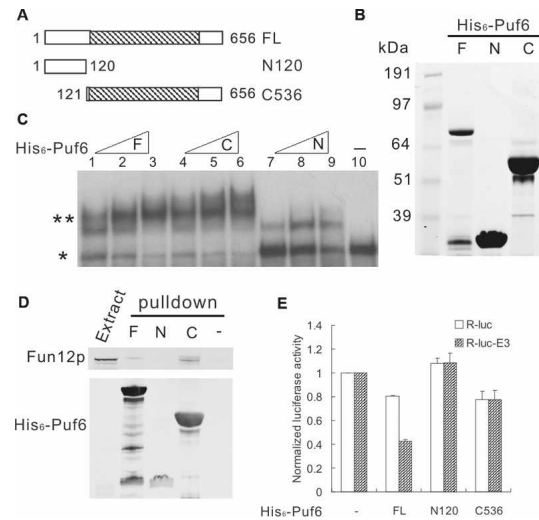 A
1 656 FL
1 120 N120
121 656 C536
B
His6-Puf6
kDa F N C
191
97
64
51
39
C
His6-Puf6 F C N –
1 2 3 4 5 6 7 8 9 10
**
*
D
pulldown
Extract F N C -
Fun12p
His6-Puf6
E
R-luc
R-luc-E3
Normalized luciferase activity
1.4
1.2
1
0.8
0.6
0.4
0.2
0
His6-Puf6 - FL N120 C536